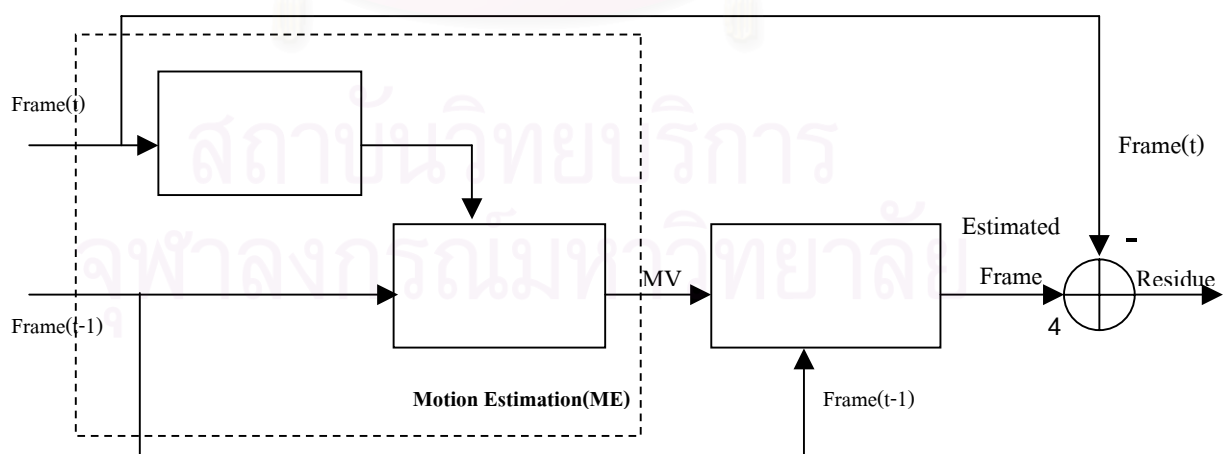 Frame(t)
สถาบันวิทยบริการ
Frame(t)
จุฬาลงกรณ์มหาวิทยาลัย
Estimated
-
MV
Frame
Residue
Frame(t-1)
4
Motion Estimation(ME)
Frame(t-1)